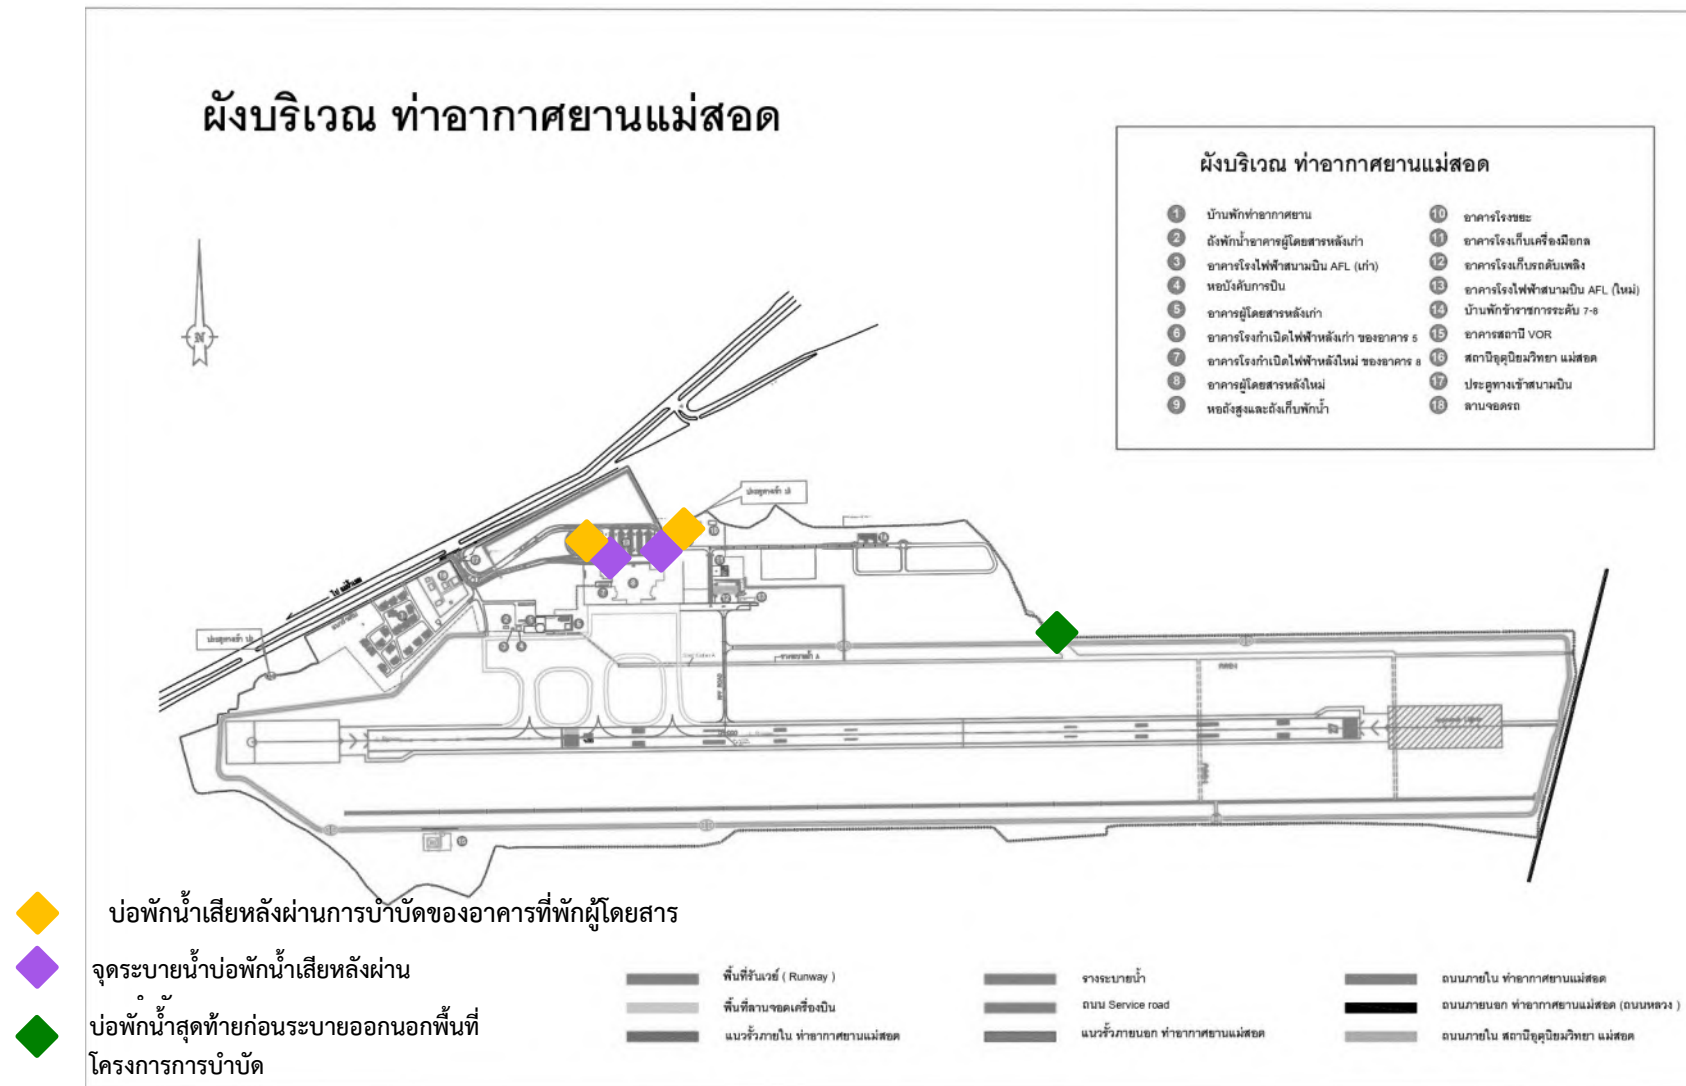 ผังบริเวณ ท่าอากาศยานแม่สอด
ผังบริเวณ ท่าอากาศยานแม่สอด
1 บ้านพักท่าอากาศยาน
2 ถังพักน้ำอาคารผู้โดยสารหลังเก่า
3 อาคารโรงไฟฟ้าสนามบิน AFL (เก่า)
4 หอบังคับการบิน
5 อาคารผู้โดยสารหลังเก่า
6 อาคารโรงกำเนิดไฟฟ้าหลังเก่า ของอาคาร 5
7 อาคารโรงกำเนิดไฟฟ้าหลังใหม่ ของอาคาร 8
8 อาคารผู้โดยสารหลังใหม่
9 หอถังสูงและถังเก็บพักน้ำ
10 อาคารโรงขยะ
11 อาคารโรงเก็บเครื่องมือกล
12 อาคารโรงเก็บรถดับเพลิง
13 อาคารโรงไฟฟ้าสนามบิน AFL (ใหม่)
14 บ้านพักข้าราชการระดับ 7-8
15 อาคารสถานี VOR
16 สถานีอุตุนิยมวิทยา แม่สอด
17 ประตูทางเข้าสนามบิน
18 ลานจอดรถ
N
27
บ่อพักน้ำเสียหลังผ่านการบำบัดของอาคารที่พักผู้โดยสาร
จุดระบายน้ำบ่อพักน้ำเสียหลังผ่าน
บ่อพักน้ำสุดท้ายก่อนระบายออกนอกพื้นที่
โครงการการบำบัด
พื้นที่รันเวย์ ( Runway )
พื้นที่ลานจอดเครื่องบิน
แนวรั้วภายใน ท่าอากาศยานแม่สอด
รางระบายน้ำ
ถนน Service road
แนวรั้วภายนอก ท่าอากาศยานแม่สอด
ถนนภายใน ท่าอากาศยานแม่สอด
ถนนภายนอก ท่าอากาศยานแม่สอด (ถนนหลวง )
ถนนภายใน สถานีอุตุนิยมวิทยา แม่สอด